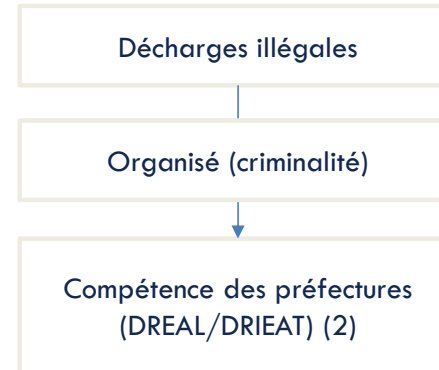 Décharges illégales
Organisé (criminalité)
Compétence des préfectures
(DREAL/DRIEAT) (2)